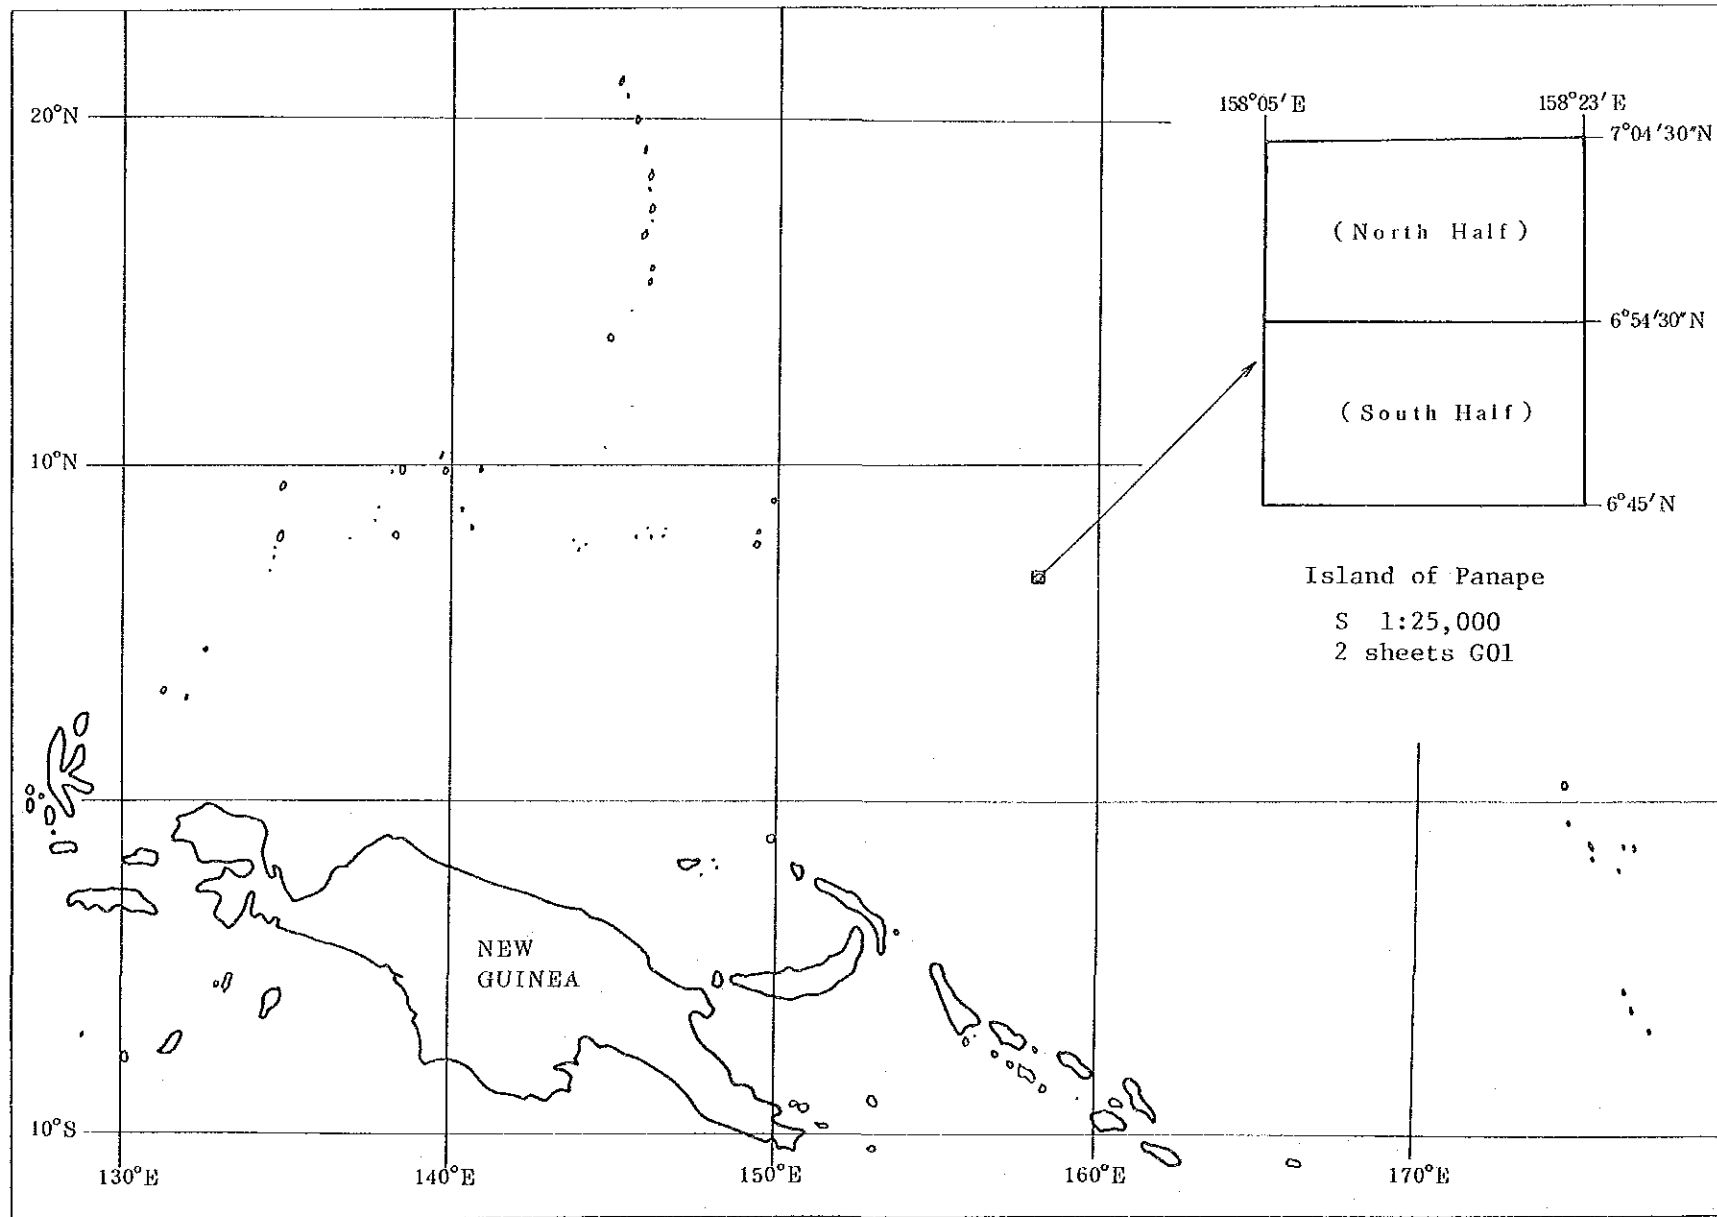 158°05′E
158°23′E
20°N
7°04′30″N
(North Half)
6°54′30″N
(South Half)
10°N
6°45′N
Island of Panape
S 1:25,000
2 sheets G01
0°
NEW
GUINEA
10°S
130°E
140°E
150°E
160°E
170°E